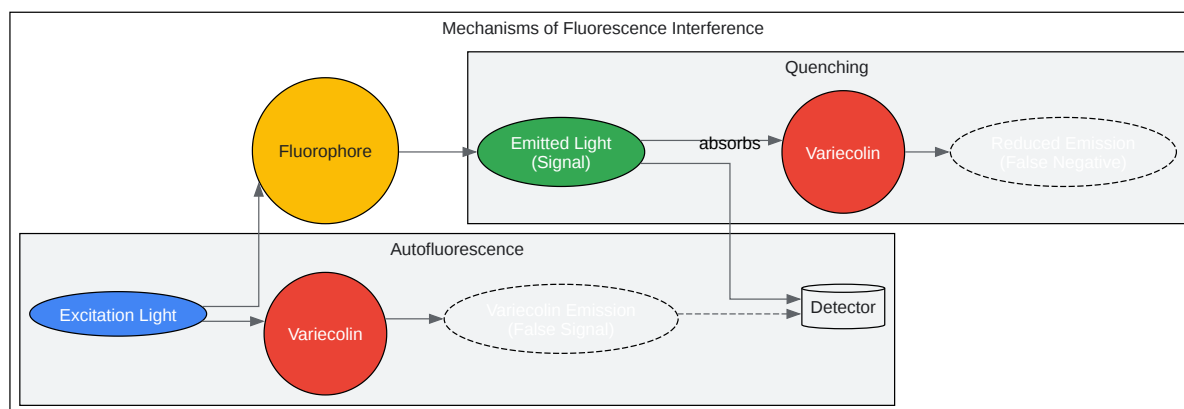 Mechanisms of Fluorescence Interference
Quenching
Fluorophore
Emitted Light
(Signal)
absorbs
Variecolin
Reduced Emission
(False Negative)
Autofluorescence
Excitation Light
Variecolin
Variecolin Emission
(False Signal)
Detector